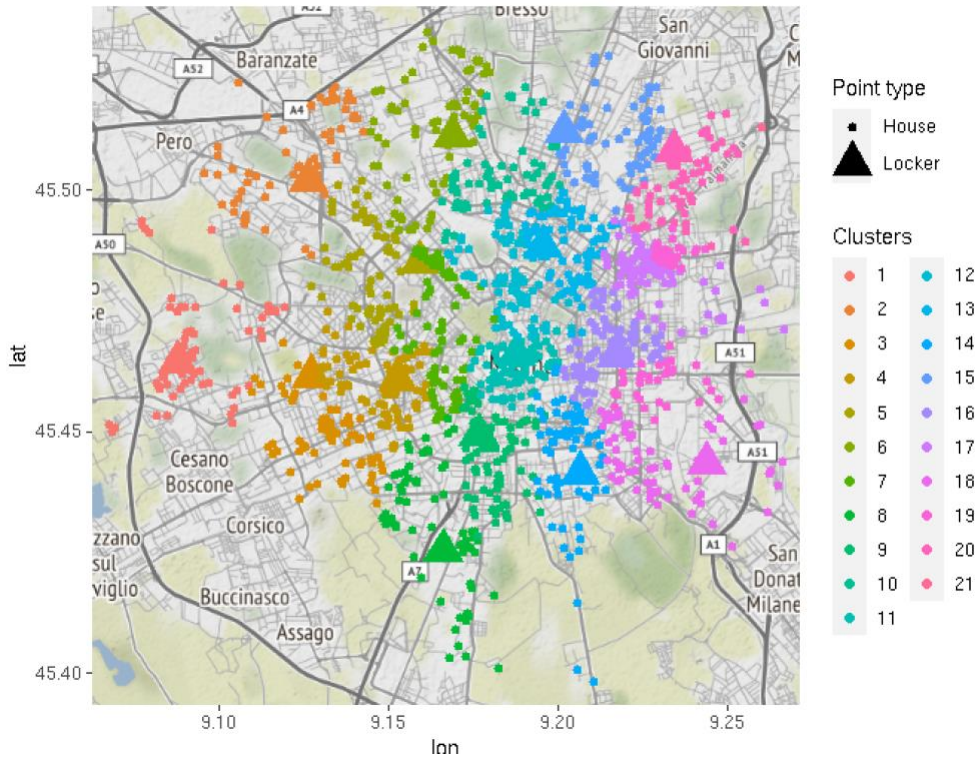 A52
Bresso
San
Giovanni
A52
Baranzate
A4
Pero
Palmanova
A50
A51
Cesano
Boscone
A51
Corsico
A7
A1
San
Donat
Milane
zzano
sul
viglio
Buccinasco
Assago
45.50
45.45
45.40
lat
9.10
9.15
9.20
9.25
lon
Point type
House
Locker
Clusters
1
2
3
4
5
6
7
8
9
10
11
12
13
14
15
16
17
18
19
20
21